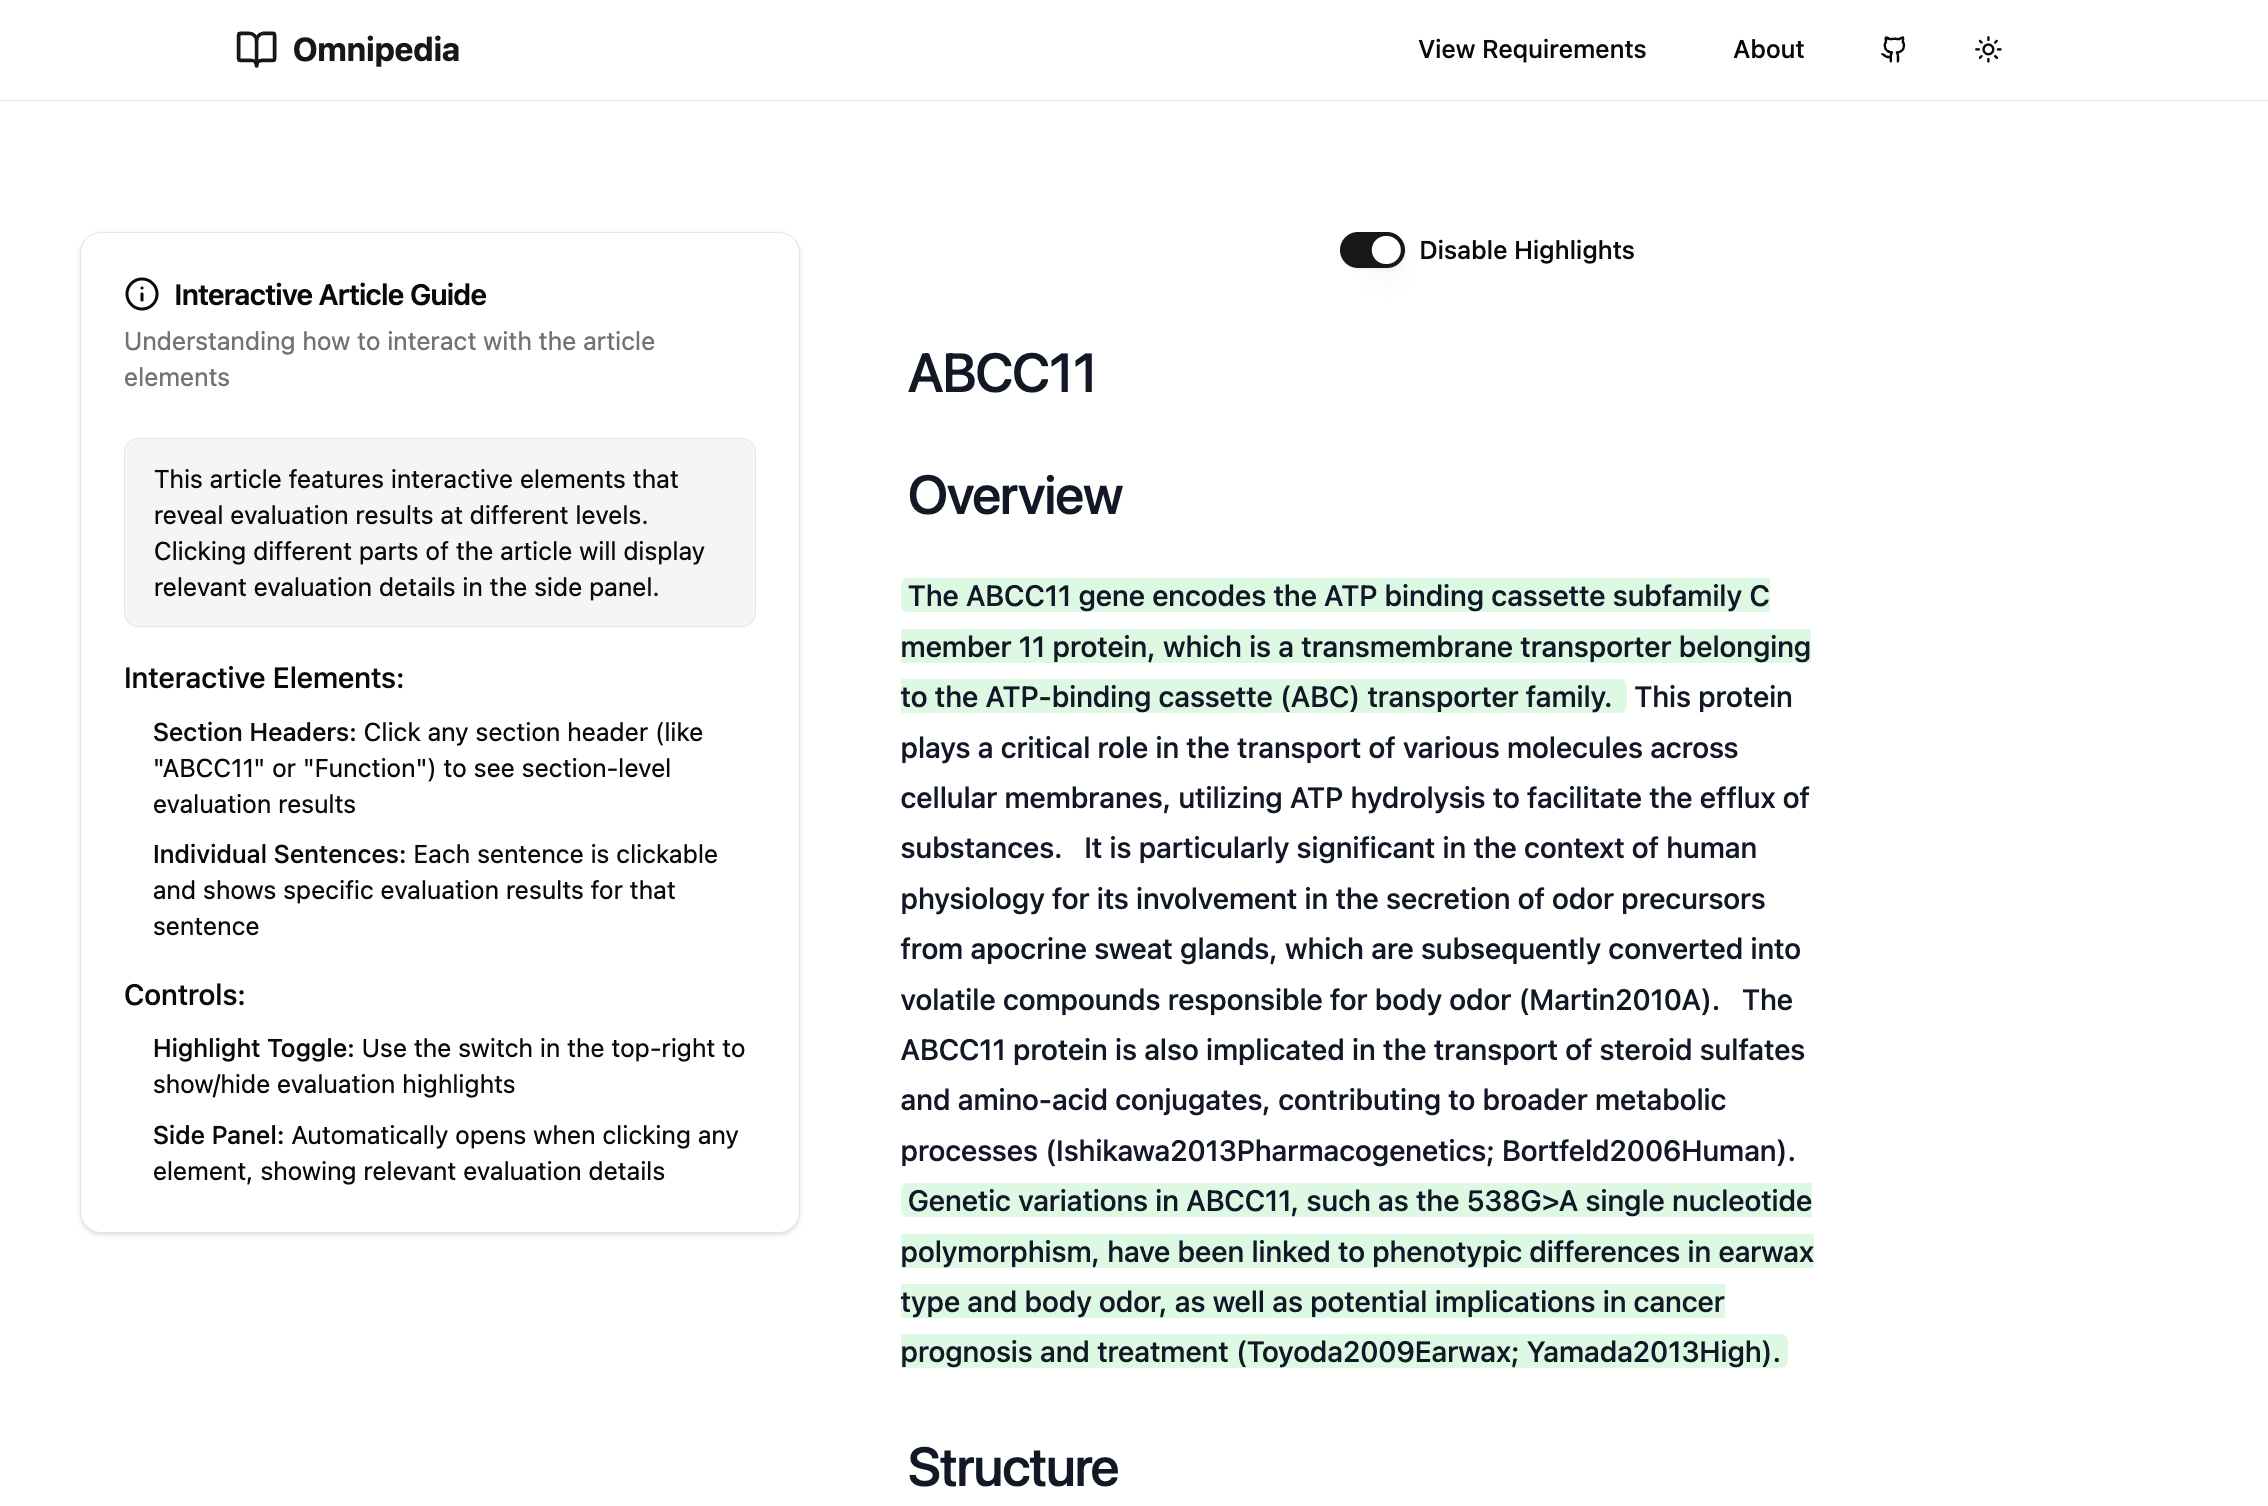 Omnipedia
View Requirements
About
Interactive Article Guide
Understanding how to interact with the article
elements
This article features interactive elements that
reveal evaluation results at different levels.
Clicking different parts of the article will display
relevant evaluation details in the side panel.
Interactive Elements:
Section Headers: Click any section header (like
"ABCC11" or "Function") to see section-level
evaluation results
Individual Sentences: Each sentence is clickable
and shows specific evaluation results for that
sentence
Controls:
Highlight Toggle: Use the switch in the top-right to
show/hide evaluation highlights
Side Panel: Automatically opens when clicking any
element, showing relevant evaluation details
Disable Highlights
ABCC11
Overview
The ABCC11 gene encodes the ATP binding cassette subfamily C
member 11 protein, which is a transmembrane transporter belonging
to the ATP-binding cassette (ABC) transporter family. This protein
plays a critical role in the transport of various molecules across
cellular membranes, utilizing ATP hydrolysis to facilitate the efflux of
substances. It is particularly significant in the context of human
physiology for its involvement in the secretion of odor precursors
from apocrine sweat glands, which are subsequently converted into
volatile compounds responsible for body odor (Martin2010A). The
ABCC11 protein is also implicated in the transport of steroid sulfates
and amino-acid conjugates, contributing to broader metabolic
processes (Ishikawa2013Pharmacogenetics; Bortfeld2006Human).
Genetic variations in ABCC11, such as the 538G>A single nucleotide
polymorphism, have been linked to phenotypic differences in earwax
type and body odor, as well as potential implications in cancer
prognosis and treatment (Toyoda2009Earwax; Yamada2013High).
Structure